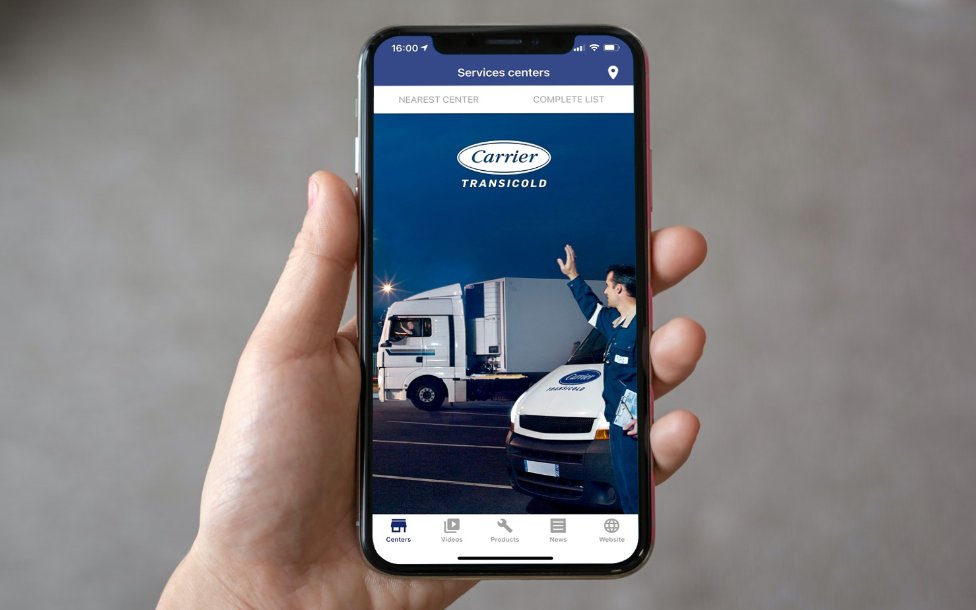 16:00
Services centers
NEAREST CENTER COMPLETE LIST
Carrier
TRANSICOLD
Carrier
TRANSICOLD
Centers Videos Products News Website